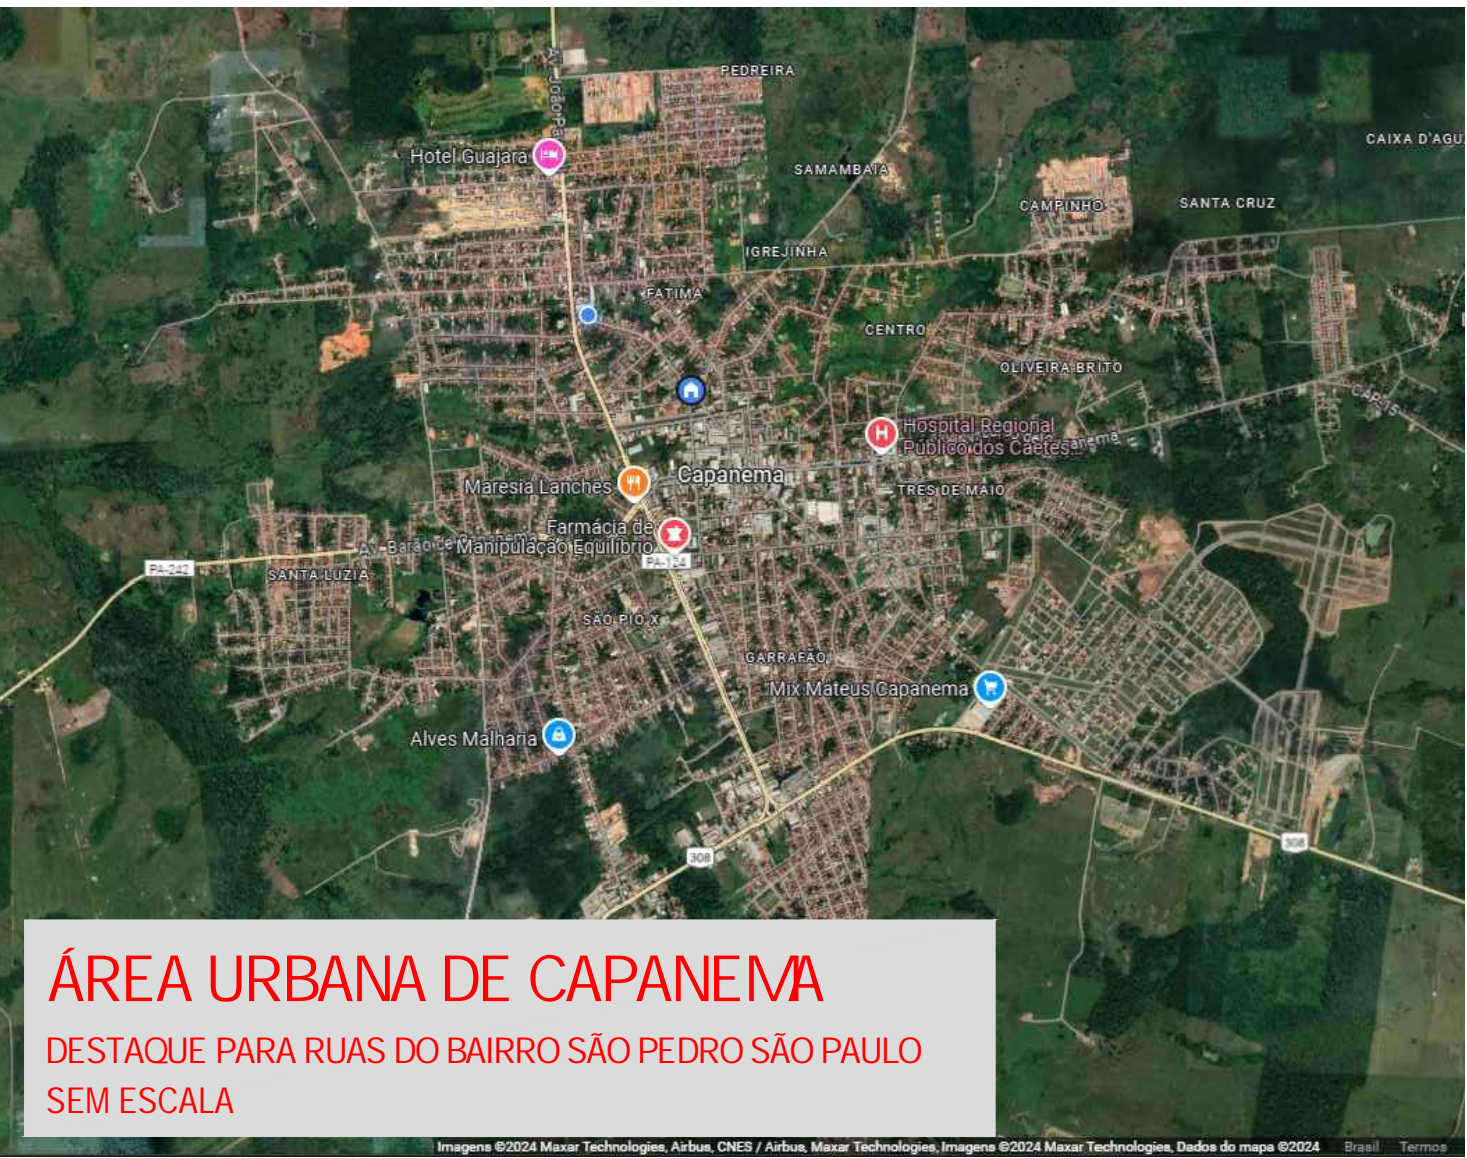 PEDREIRA
Av. João Pa
CAIXA D'AGU
Hotel Guajara
SAMAMBAIA
CAMPINHO
SANTA CRUZ
IGREJINHA
FATIMA
CENTRO
OLIVEIRA BRITO
CAP-15
Hospital Regional
Público dos Caetes...
anema
Capanema
Maresia Lanches
TRES DE MAIO
Farmácia de
Manipulação Equilíbrio
Av. Barão de
PA-242
PA-124
SANTA LUZIA
SÃO PIO X
GARRAFÃO
Mix Mateus Capanema
Alves Malharia
308
308
ÁREA URBANA DE CAPANEMA
DESTAQUE PARA RUAS DO BAIRRO SÃO PEDRO SÃO PAULO
SEM ESCALA
Imagens ©2024 Maxar Technologies, Airbus, CNES / Airbus, Maxar Technologies, Imagens ©2024 Maxar Technologies, Dados do mapa ©2024 Brasil Termos